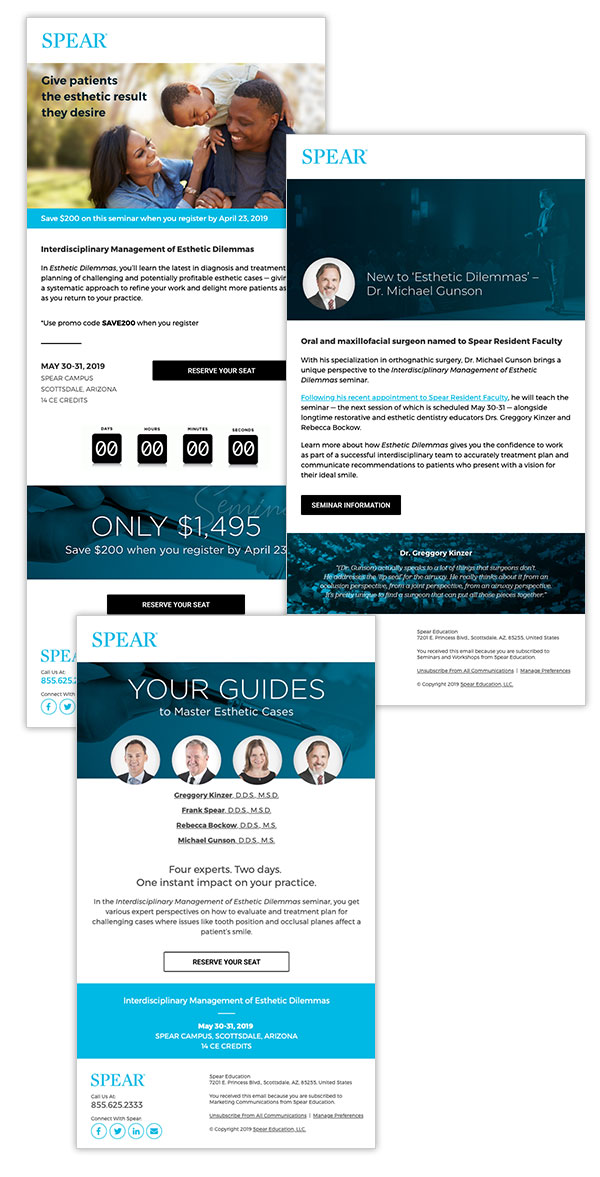 SPEAR
Give patients
the esthetic result
they desire
Save $200 on this seminar when you register by April 23, 2019
Interdisciplinary Management of Esthetic Dilemmas
In Esthetic Dilemmas, you'll learn the latest in diagnosis and treatment
planning of challenging and potentially profitable esthetic cases —
a systematic approach to refine your work and delight more patients as
as you return to your practice.
*Use promo code SAVE200 when you register
MAY 30-31, 2019
SPEAR CAMPUS
SCOTTSDALE, ARIZONA
14 CE CREDITS
RESERVE YOUR SEAT
DAYS HOURS MINUTES SECONDS
00 00 00 00
ONLY $1,495
Save $200 when you register by April 23,
RESERVE YOUR SEAT
Call Us At:
855.625.2
Connect With
SPEAR
New to 'Esthetic Dilemmas' –
Dr. Michael Gunson
Oral and maxillofacial surgeon named to Spear Resident Faculty
With his specialization in orthognathic surgery, Dr. Michael Gunson brings a
unique perspective to the Interdisciplinary Management of Esthetic
Dilemmas seminar.
Following his recent appointment to Spear Resident Faculty, he will teach the
seminar — the next session of which is scheduled May 30-31 — alongside
longtime restorative and esthetic dentistry educators Drs. Greggory Kinzer and
Rebecca Bockow.
Learn more about how Esthetic Dilemmas gives you the confidence to work
as part of a successful interdisciplinary team to accurately treatment plan and
communicate recommendations to patients who present with a vision for
their ideal smile.
SEMINAR INFORMATION
Dr. Greggory Kinzer
"(Dr. Gunson) actually speaks to a lot of things that surgeons don't.
He addresses the 'lip seal' for the airway. He really thinks about it from an
occlusion perspective, from a joint perspective, from an airway perspective.
It's pretty unique to find a surgeon that can put all those pieces together."
Spear Education
7201 E. Princess Blvd., Scottsdale, AZ, 85255, United States
You received this email because you are subscribed to
Seminars and Workshops from Spear Education.
Unsubscribe From All Communications | Manage Preferences
© Copyright 2019 Spear Education, LLC.
SPEAR
YOUR GUIDES
to Master Esthetic Cases
Greggory Kinzer, D.D.S., M.S.D.
Frank Spear, D.D.S., M.S.D.
Rebecca Bockow, D.D.S., M.S.
Michael Gunson, D.D.S., M.S.
Four experts. Two days.
One instant impact on your practice.
In the Interdisciplinary Management of Esthetic Dilemmas seminar, you get
various expert perspectives on how to evaluate and treatment plan for
challenging cases where issues like tooth position and occlusal planes affect a
patient's smile.
RESERVE YOUR SEAT
Interdisciplinary Management of Esthetic Dilemmas
May 30-31, 2019
SPEAR CAMPUS, SCOTTSDALE, ARIZONA
14 CE CREDITS
SPEAR
Call Us At:
855.625.2333
Connect With Spear:
Spear Education
7201 E. Princess Blvd., Scottsdale, AZ, 85255, United States
You received this email because you are subscribed to
Marketing Communications from Spear Education.
Unsubscribe From All Communications | Manage Preferences
© Copyright 2019 Spear Education, LLC.